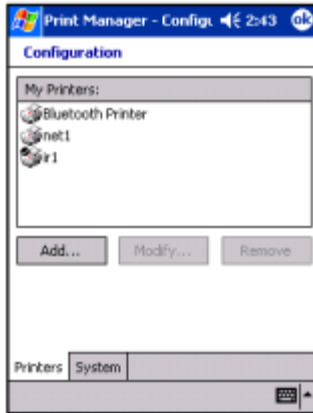 Print Manager - Configu 2:43 ok
Configuration
My Printers:
Bluetooth Printer
net1
ir1
Add... Modify... Remove
Printers System